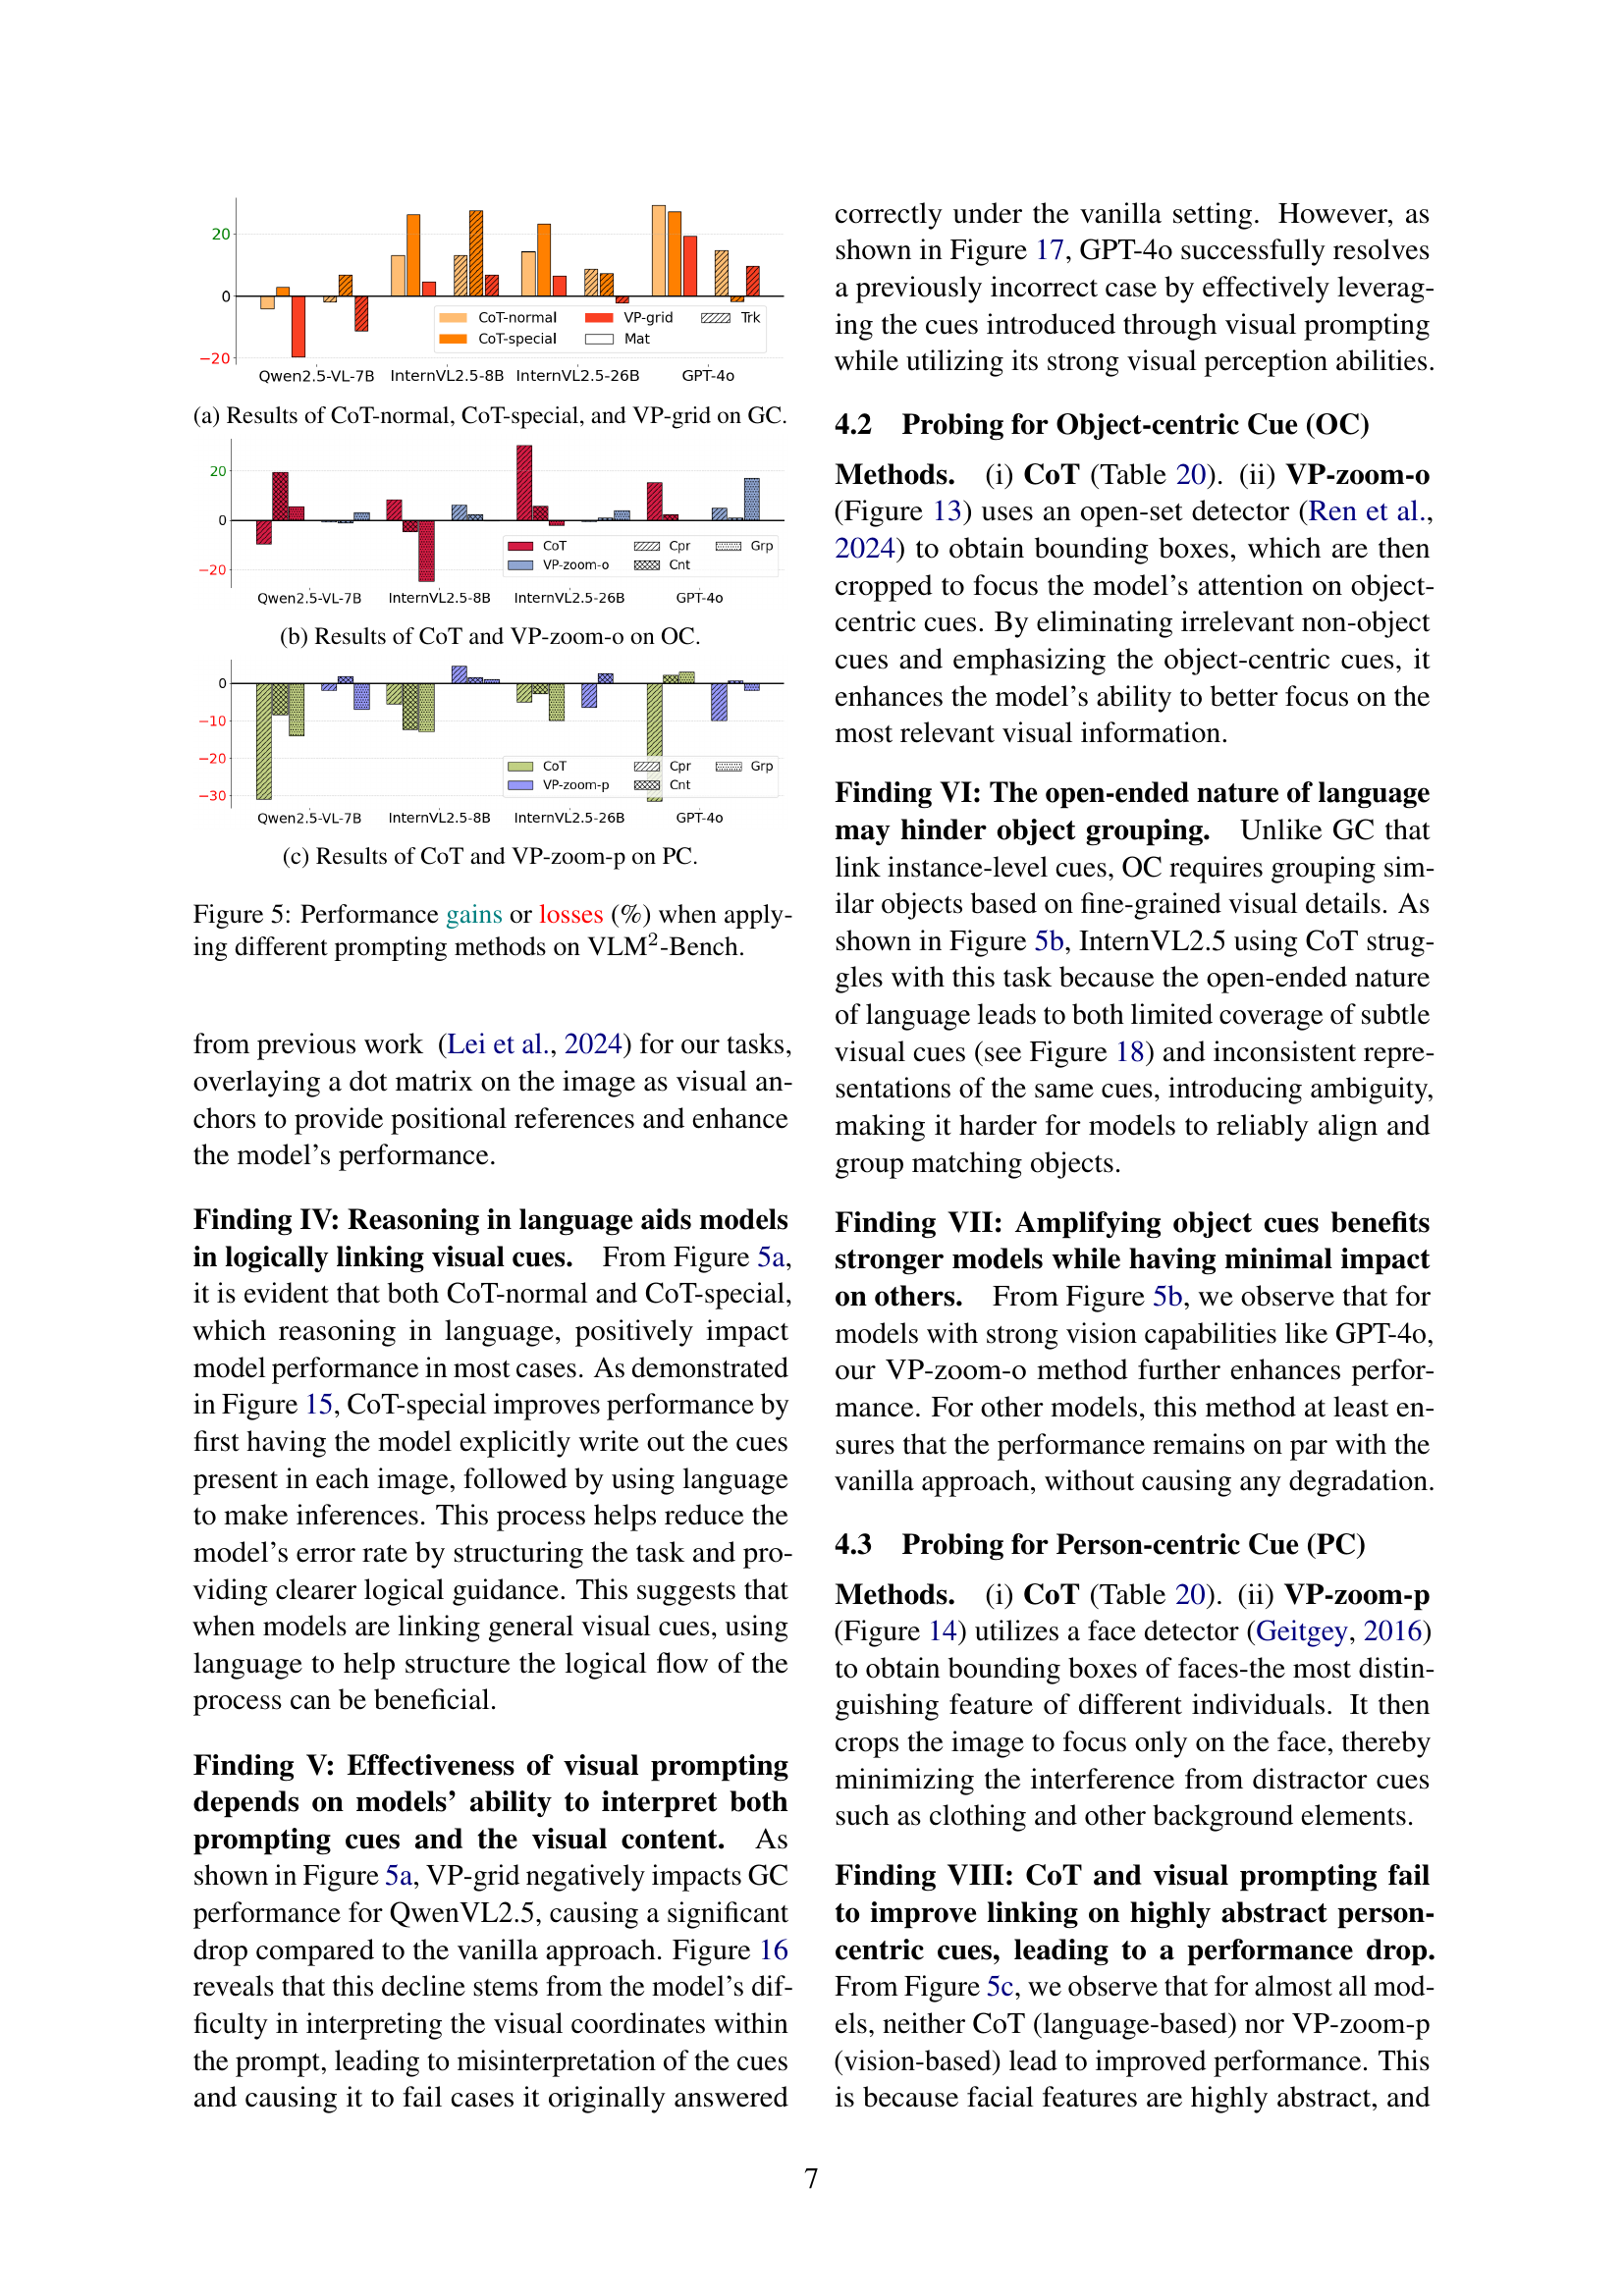 20
0
−20
CoT-normal
CoT-special
VP-grid
Mat
Trk
Qwen2.5-VL-7B InternVL2.5-8B InternVL2.5-26B GPT-4o
(a) Results of CoT-normal, CoT-special, and VP-grid on GC.
20
0
−20
CoT
VP-zoom-o
Cpr
Cnt
Grp
Qwen2.5-VL-7B InternVL2.5-8B InternVL2.5-26B GPT-4o
(b) Results of CoT and VP-zoom-o on OC.
0
−10
−20
−30
CoT
VP-zoom-p
Cpr
Cnt
Grp
Qwen2.5-VL-7B InternVL2.5-8B InternVL2.5-26B GPT-4o
(c) Results of CoT and VP-zoom-p on PC.
Figure 5: Performance gains or losses (%) when apply-
ing different prompting methods on VLM²-Bench.
from previous work (Lei et al., 2024) for our tasks,
overlaying a dot matrix on the image as visual an-
chors to provide positional references and enhance
the model's performance.
Finding IV: Reasoning in language aids models
in logically linking visual cues. From Figure 5a,
it is evident that both CoT-normal and CoT-special,
which reasoning in language, positively impact
model performance in most cases. As demonstrated
in Figure 15, CoT-special improves performance by
first having the model explicitly write out the cues
present in each image, followed by using language
to make inferences. This process helps reduce the
model's error rate by structuring the task and pro-
viding clearer logical guidance. This suggests that
when models are linking general visual cues, using
language to help structure the logical flow of the
process can be beneficial.
Finding V: Effectiveness of visual prompting
depends on models' ability to interpret both
prompting cues and the visual content. As
shown in Figure 5a, VP-grid negatively impacts GC
performance for QwenVL2.5, causing a significant
drop compared to the vanilla approach. Figure 16
reveals that this decline stems from the model's dif-
ficulty in interpreting the visual coordinates within
the prompt, leading to misinterpretation of the cues
and causing it to fail cases it originally answered
correctly under the vanilla setting. However, as
shown in Figure 17, GPT-4o successfully resolves
a previously incorrect case by effectively leverag-
ing the cues introduced through visual prompting
while utilizing its strong visual perception abilities.
4.2 Probing for Object-centric Cue (OC)
Methods. (i) CoT (Table 20). (ii) VP-zoom-o
(Figure 13) uses an open-set detector (Ren et al.,
2024) to obtain bounding boxes, which are then
cropped to focus the model's attention on object-
centric cues. By eliminating irrelevant non-object
cues and emphasizing the object-centric cues, it
enhances the model's ability to better focus on the
most relevant visual information.
Finding VI: The open-ended nature of language
may hinder object grouping. Unlike GC that
link instance-level cues, OC requires grouping sim-
ilar objects based on fine-grained visual details. As
shown in Figure 5b, InternVL2.5 using CoT strug-
gles with this task because the open-ended nature
of language leads to both limited coverage of subtle
visual cues (see Figure 18) and inconsistent repre-
sentations of the same cues, introducing ambiguity,
making it harder for models to reliably align and
group matching objects.
Finding VII: Amplifying object cues benefits
stronger models while having minimal impact
on others. From Figure 5b, we observe that for
models with strong vision capabilities like GPT-4o,
our VP-zoom-o method further enhances perfor-
mance. For other models, this method at least en-
sures that the performance remains on par with the
vanilla approach, without causing any degradation.
4.3 Probing for Person-centric Cue (PC)
Methods. (i) CoT (Table 20). (ii) VP-zoom-p
(Figure 14) utilizes a face detector (Geitgey, 2016)
to obtain bounding boxes of faces-the most distin-
guishing feature of different individuals. It then
crops the image to focus only on the face, thereby
minimizing the interference from distractor cues
such as clothing and other background elements.
Finding VIII: CoT and visual prompting fail
to improve linking on highly abstract person-
centric cues, leading to a performance drop.
From Figure 5c, we observe that for almost all mod-
els, neither CoT (language-based) nor VP-zoom-p
(vision-based) lead to improved performance. This
is because facial features are highly abstract, and
7